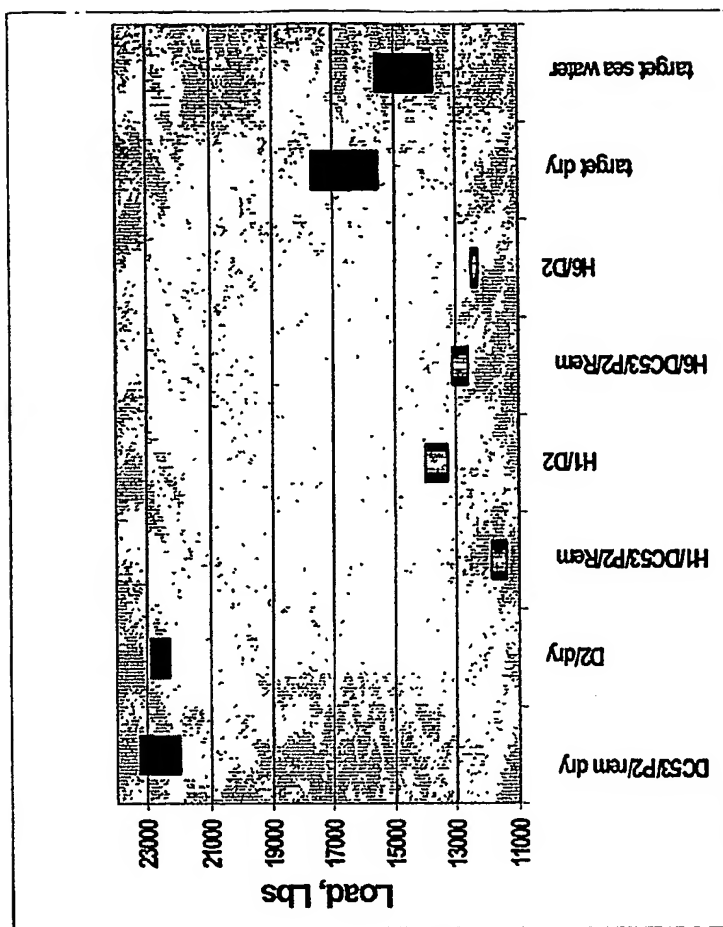 Load, Lbs
23000
21000
19000
17000
15000
13000
11000
DC53/P2/rem dry
D2/dry
H1/DC53/P2/Rem
H1/D2
H6/DC53/P2/Rem
H6/D2
target dry
target sea water